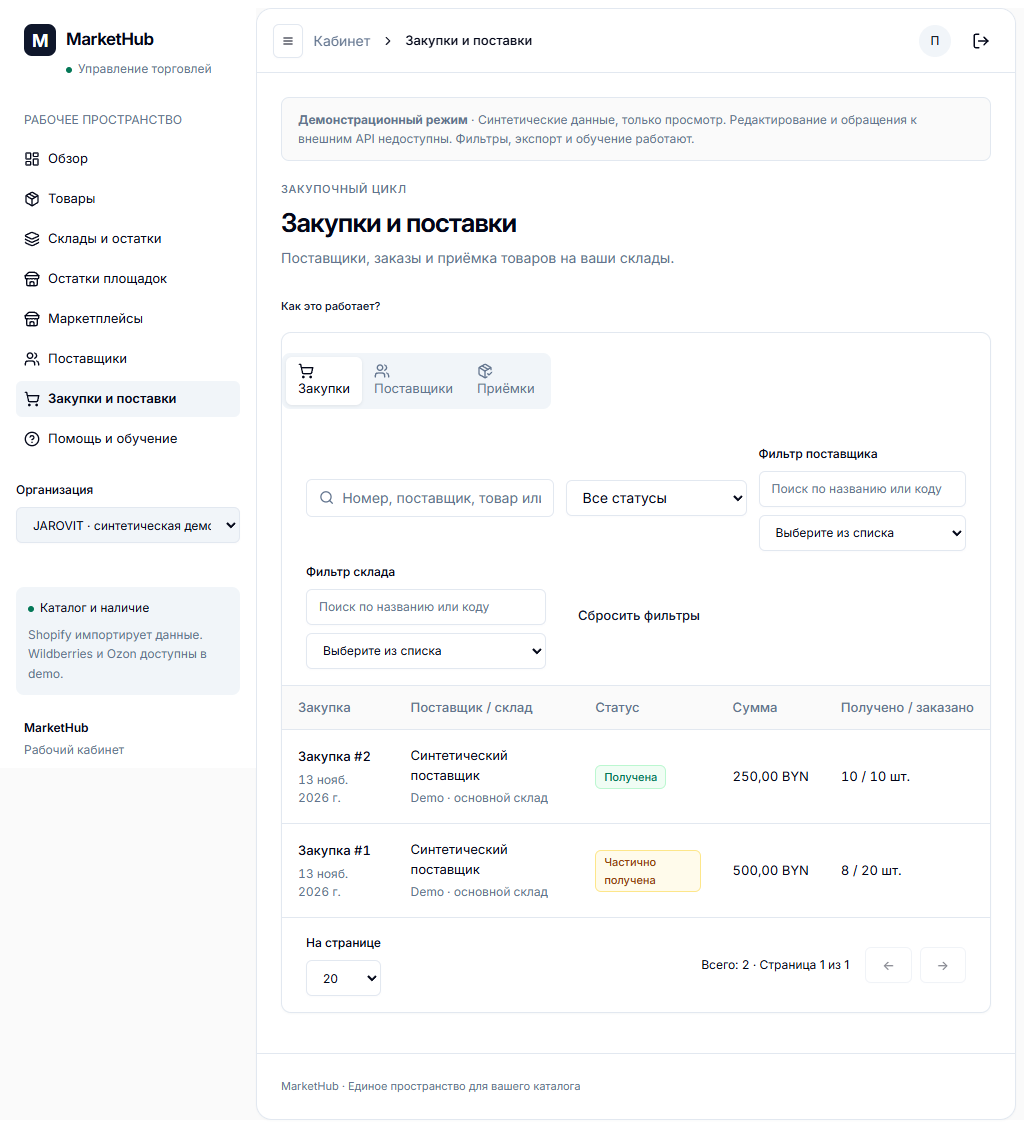 M MarketHub
Управление торговлей
РАБОЧЕЕ ПРОСТРАНСТВО
Обзор
Товары
Склады и остатки
Остатки площадок
Маркетплейсы
Поставщики
Закупки и поставки
Помощь и обучение
Организация
JAROVIT · синтетическая демо
Каталог и наличие
Shopify импортирует данные.
Wildberries и Ozon доступны в
demo.
MarketHub
Рабочий кабинет
Кабинет > Закупки и поставки
П
Демонстрационный режим · Синтетические данные, только просмотр. Редактирование и обращения к
внешним API недоступны. Фильтры, экспорт и обучение работают.
ЗАКУПОЧНЫЙ ЦИКЛ
Закупки и поставки
Поставщики, заказы и приёмка товаров на ваши склады.
Как это работает?
Закупки Поставщики Приёмки
Номер, поставщик, товар или
Все статусы
Фильтр поставщика
Поиск по названию или коду
Выберите из списка
Фильтр склада
Поиск по названию или коду
Выберите из списка
Сбросить фильтры
Закупка Поставщик / склад Статус Сумма Получено / заказано
Закупка #2
13 нояб.
2026 г.
Синтетический
поставщик
Demo · основной склад
Получена
250,00 BYN
10 / 10 шт.
Закупка #1
13 нояб.
2026 г.
Синтетический
поставщик
Demo · основной склад
Частично
получена
500,00 BYN
8 / 20 шт.
На странице
20
Всего: 2 · Страница 1 из 1
← →
MarketHub · Единое пространство для вашего каталога